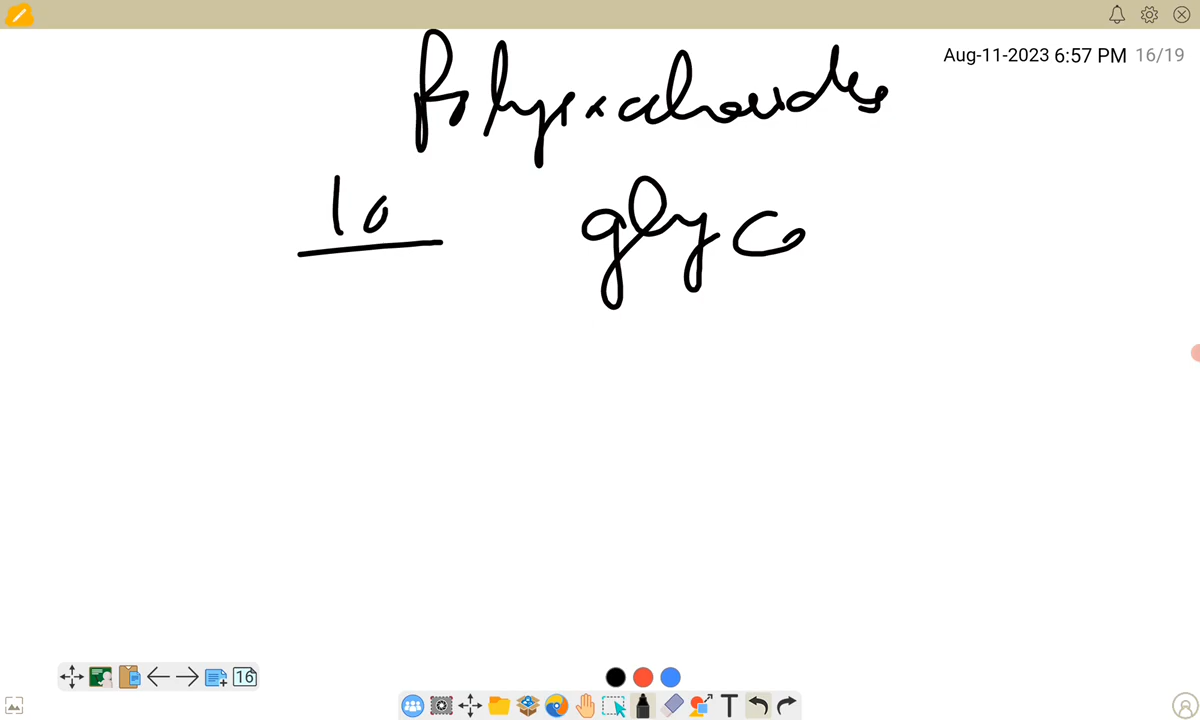 Aug-11-2023 6:57 PM 16/19
Polysaccharides
10
glyco
16
T